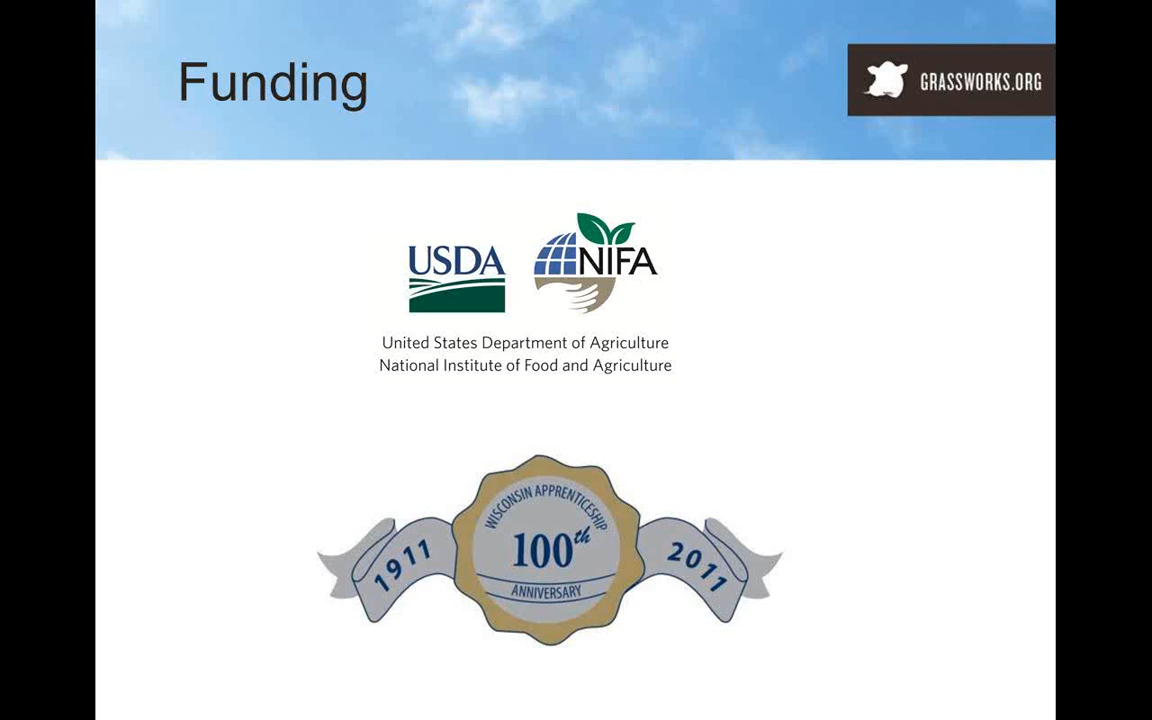 Funding
GRASSWORKS.ORG
USDA
NIFA
United States Department of Agriculture
National Institute of Food and Agriculture
WISCONSIN APPRENTICESHIP
1911
100th
2011
ANNIVERSARY